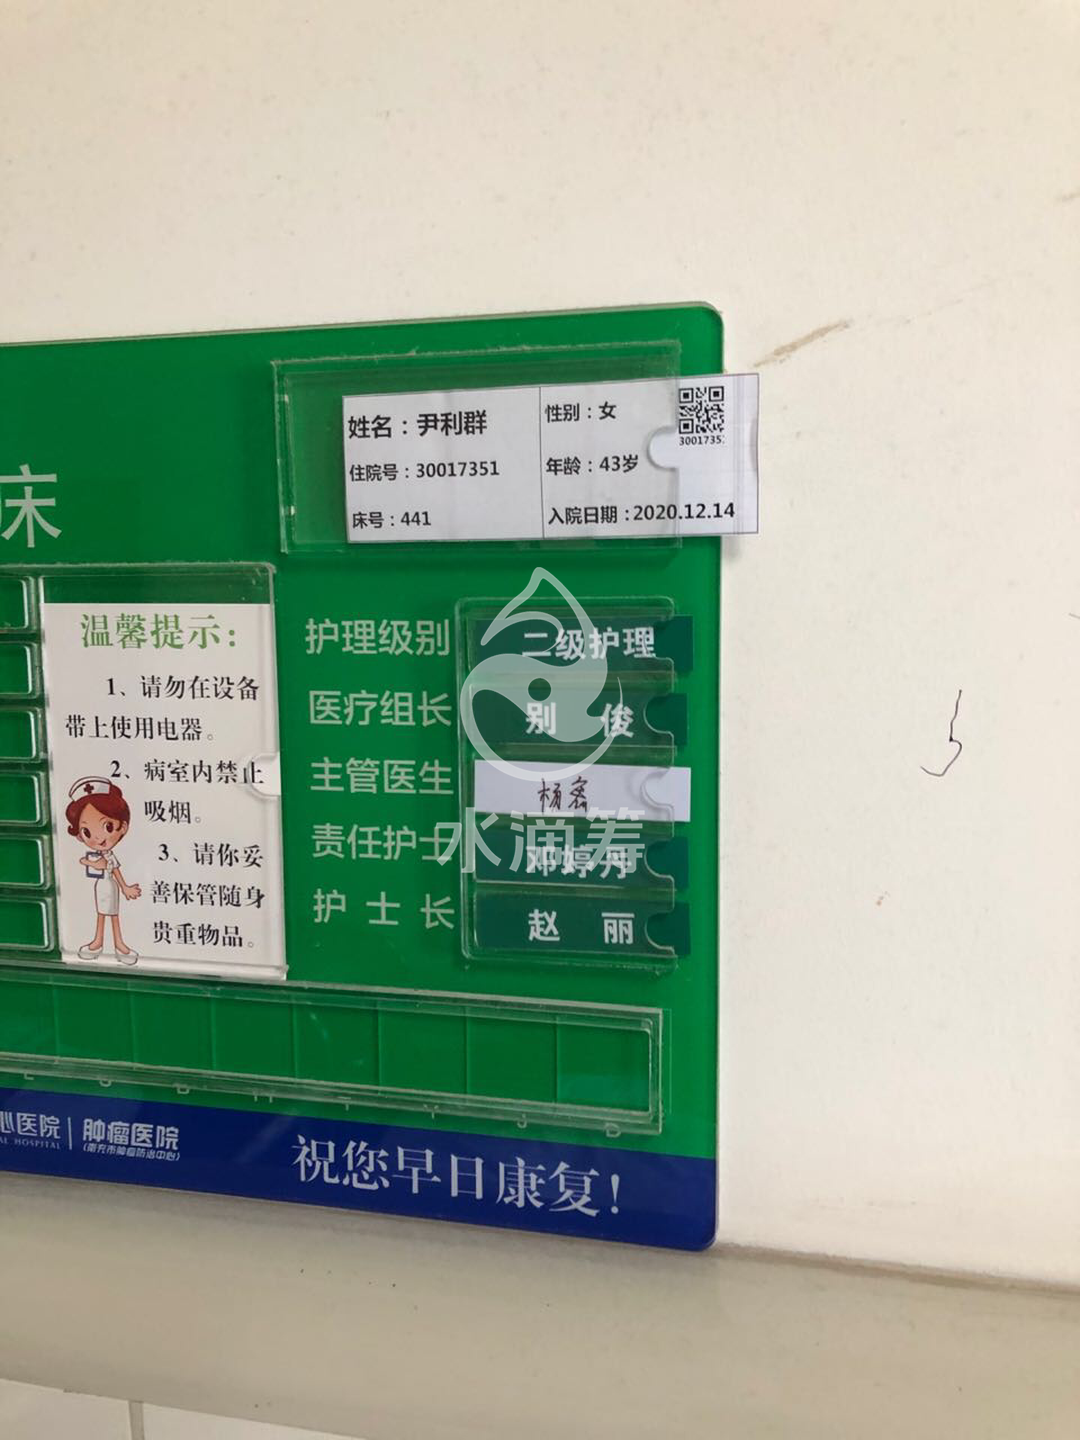 床
姓名：尹利群
住院号：30017351
床号：441
性别：女
年龄：43岁
入院日期：2020.12.14
30017351
温馨提示：
1、请勿在设备
带上使用电器。
2、病室内禁止
吸烟。
3、请你妥
善保管随身
贵重物品。
护理级别 二级护理
医疗组长 别 俊
主管医生 杨
责任护士 邓婷丹
护士长 赵 丽
水滴筹
心医院
AL HOSPITAL
肿瘤医院
(南充市肿瘤防治中心)
祝您早日康复！